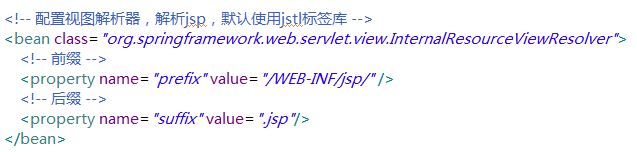 <!-- 配置视图解析器，解析jsp，默认使用jstl标签库 -->
<bean class="org.springframework.web.servlet.view.InternalResourceViewResolver">
<!-- 前缀 -->
<property name="prefix" value="/WEB-INF/jsp/" />
<!-- 后缀 -->
<property name="suffix" value=".jsp"/>
</bean>